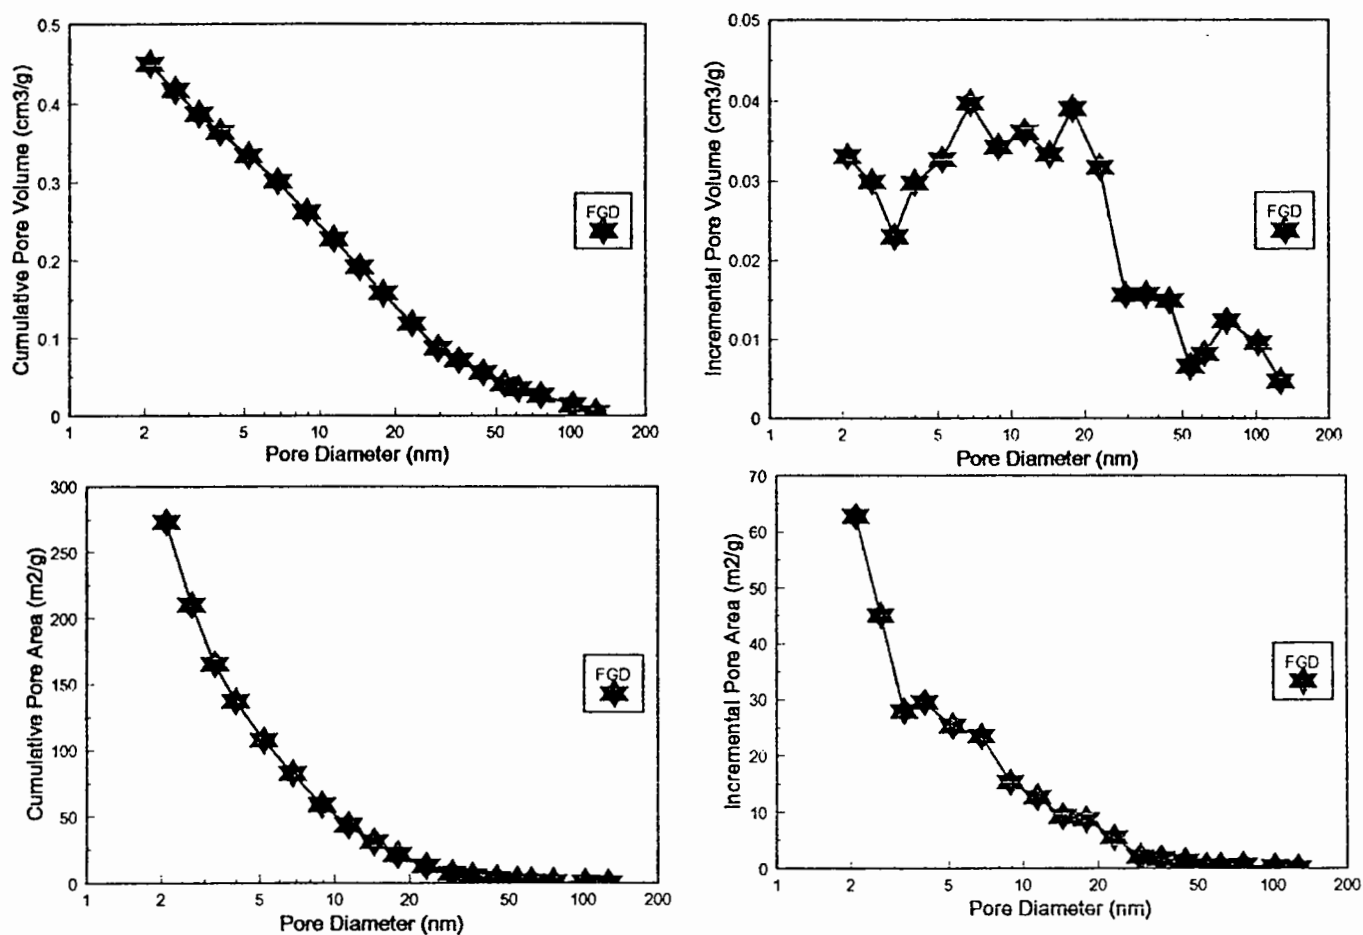 Cumulative Pore Volume (cm3/g)
0.5
0.4
0.3
0.2
0.1
0
FGD
1 2 5 10 20 50 100 200
Pore Diameter (nm)
Incremental Pore Volume (cm3/g)
0.05
0.04
0.03
0.02
0.01
0
FGD
1 2 5 10 20 50 100 200
Pore Diameter (nm)
Cumulative Pore Area (m2/g)
300
250
200
150
100
50
0
FGD
1 2 5 10 20 50 100 200
Pore Diameter (nm)
Incremental Pore Area (m2/g)
70
60
50
40
30
20
10
0
FGD
1 2 5 10 20 50 100 200
Pore Diameter (nm)